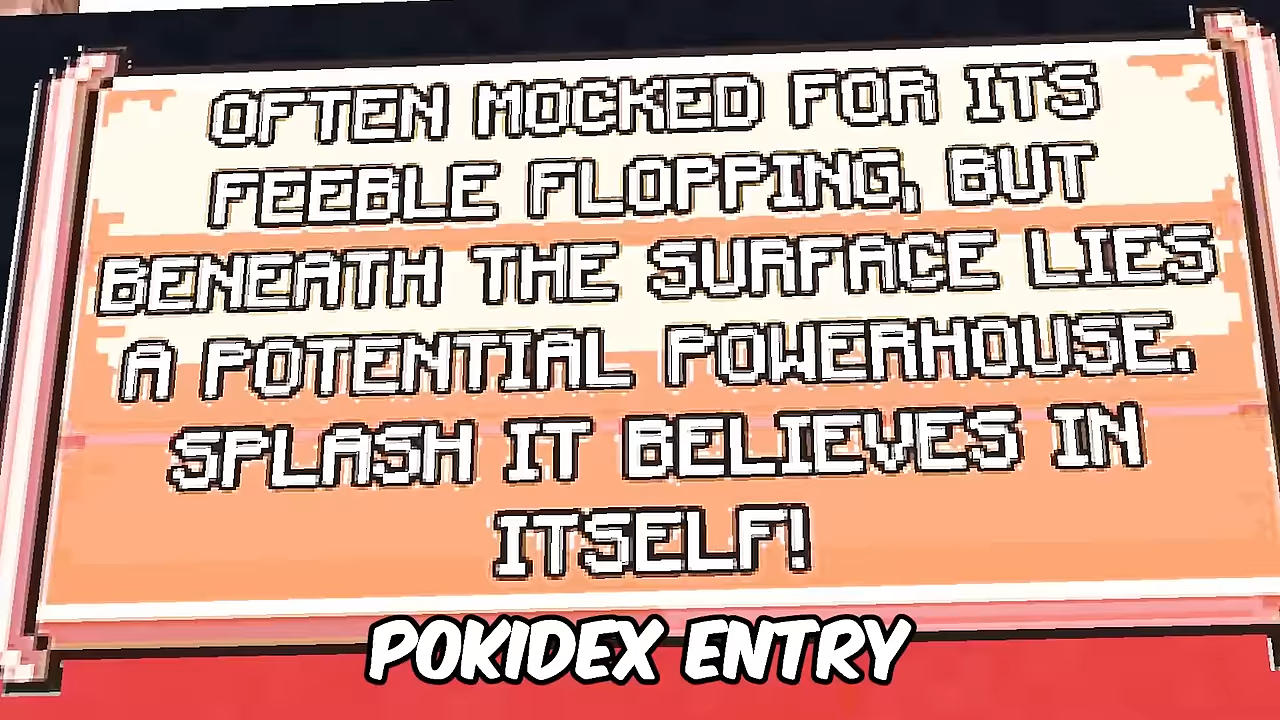 OFTEN MOCKED FOR ITS
FEEBLE FLOPPING, BUT
BENEATH THE SURFACE LIES
A POTENTIAL POWERHOUSE.
SPLASH IT BELIEVES IN
ITSELF!
POKIDEX ENTRY